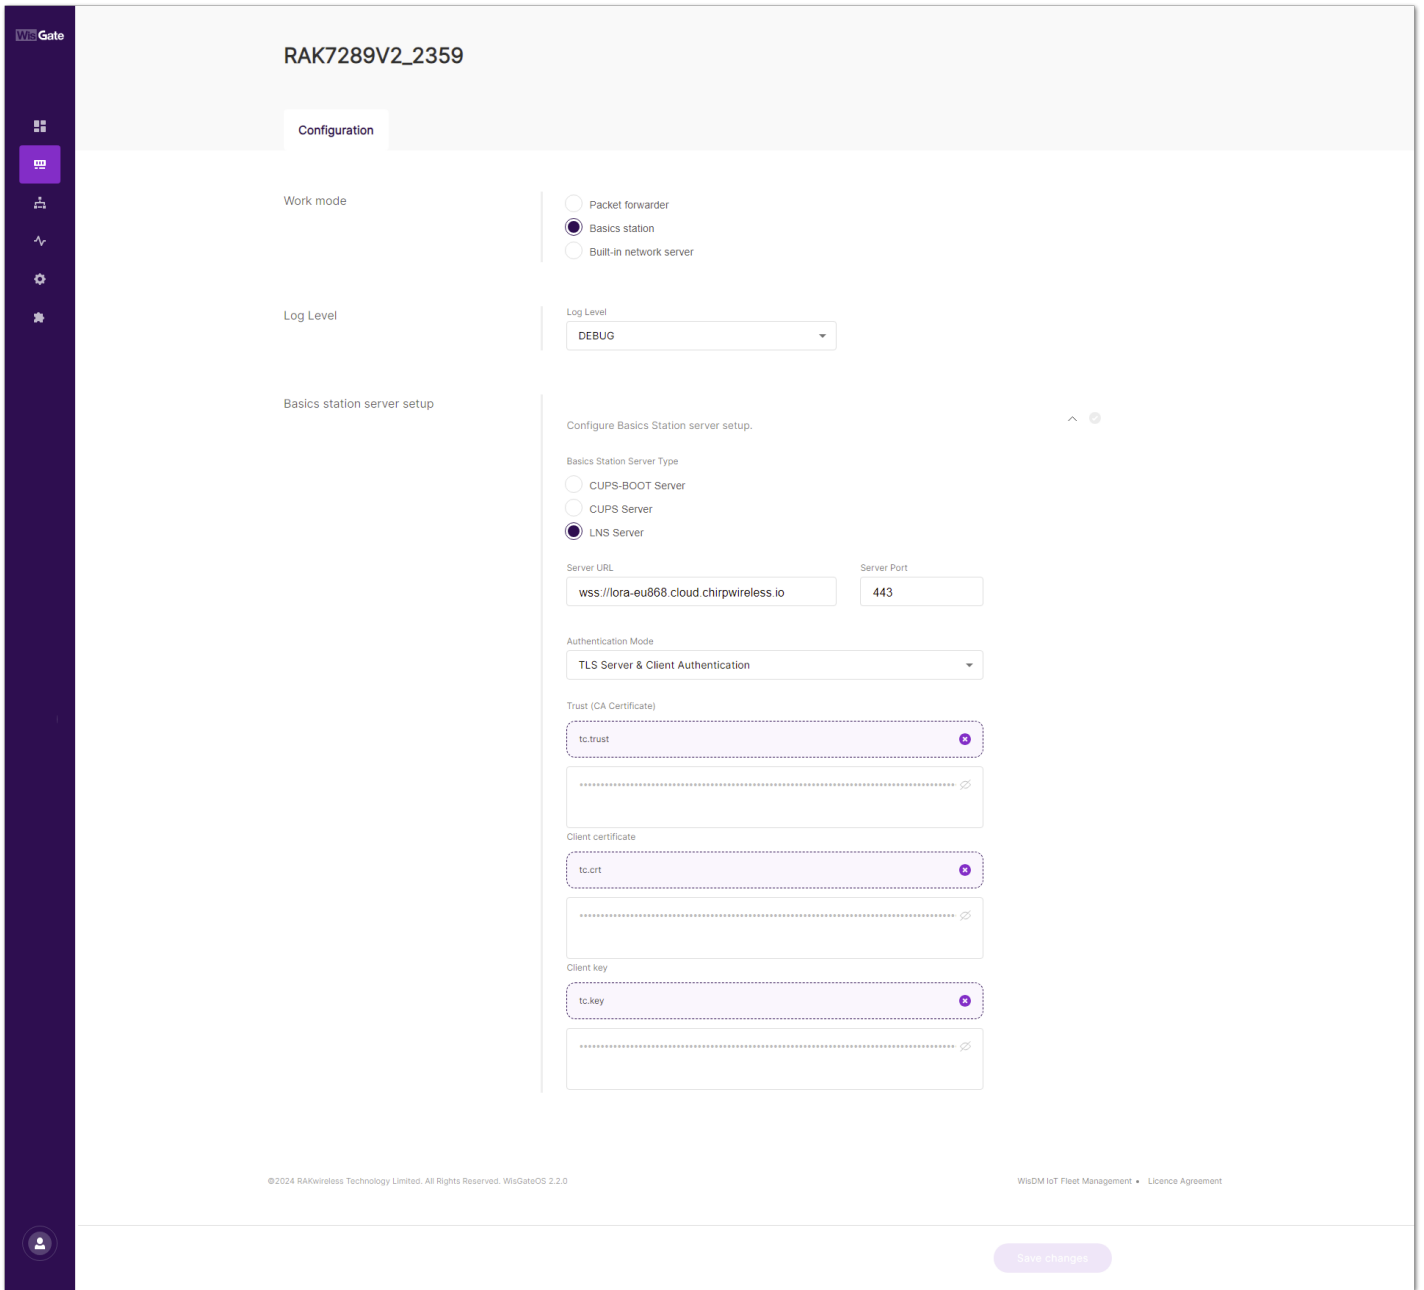 WisGate
RAK7289V2_2359
Configuration
Work mode
Packet forwarder
Basics station
Built-in network server
Log Level
Log Level
DEBUG
Basics station server setup
Configure Basics Station server setup.
Basics Station Server Type
CUPS-BOOT Server
CUPS Server
LNS Server
Server URL
Server Port
wss://lora-eu868.cloud.chirpwireless.io
443
Authentication Mode
TLS Server & Client Authentication
Trust (CA Certificate)
tc.trust
Client certificate
tc.crt
Client key
tc.key
©2024 RAKwireless Technology Limited. All Rights Reserved. WisGateOS 2.2.0
WisDM IoT Fleet Management • Licence Agreement
Save changes